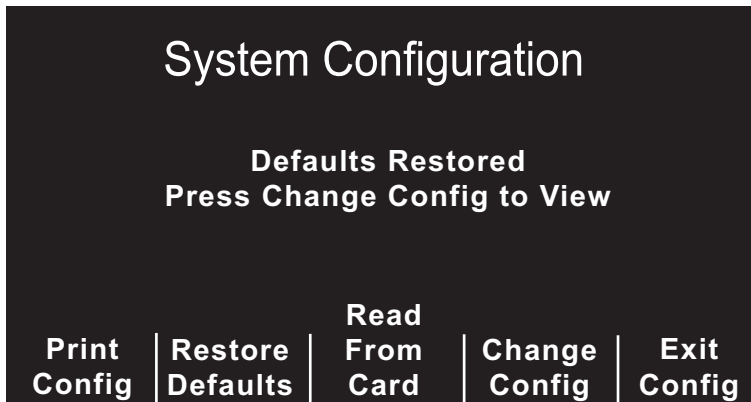 System Configuration
Defaults Restored
Press Change Config to View
Print Config
Restore Defaults
Read From Card
Change Config
Exit Config